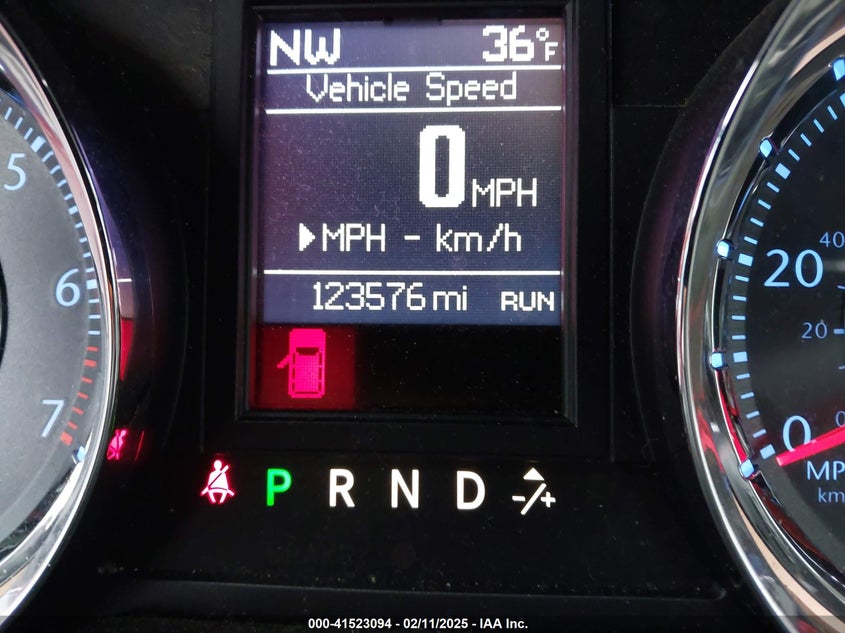 NW 36°F
Vehicle Speed
0 MPH
▶MPH - km/h
123576 mi RUN
5
6
7
40
20
20
0
0
MP
km
P R N D -/+
000-41523094 - 02/11/2025 - IAA Inc.